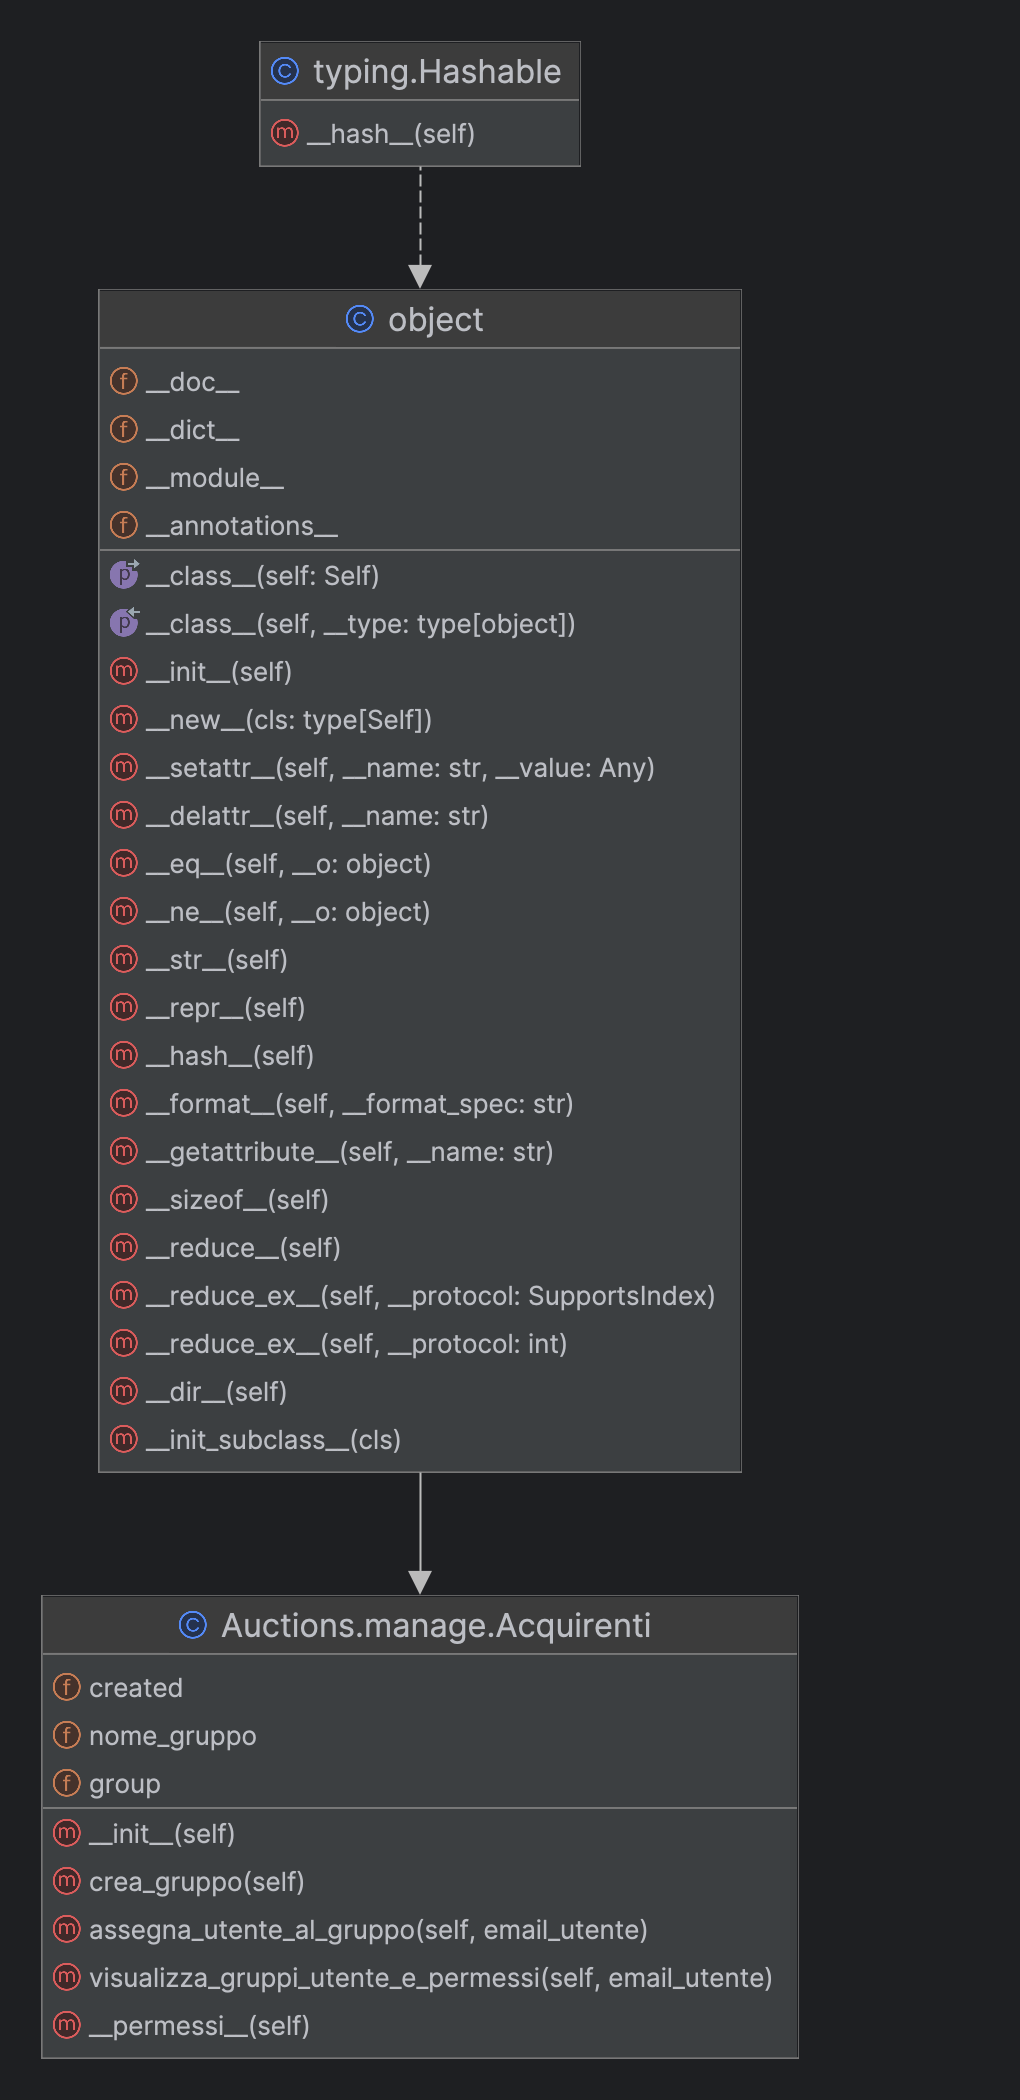 typing.Hashable
__hash__(self)
object
__doc__
__dict__
__module__
__annotations__
__class__(self: Self)
__class__(self, __type: type[object])
__init__(self)
__new__(cls: type[Self])
__setattr__(self, __name: str, __value: Any)
__delattr__(self, __name: str)
__eq__(self, __o: object)
__ne__(self, __o: object)
__str__(self)
__repr__(self)
__hash__(self)
__format__(self, __format_spec: str)
__getattribute__(self, __name: str)
__sizeof__(self)
__reduce__(self)
__reduce_ex__(self, __protocol: SupportsIndex)
__reduce_ex__(self, __protocol: int)
__dir__(self)
__init_subclass__(cls)
Auctions.manage.Acquirenti
created
nome_gruppo
group
__init__(self)
crea_gruppo(self)
assegna_utente_al_gruppo(self, email_utente)
visualizza_gruppi_utente_e_permessi(self, email_utente)
__permessi__(self)